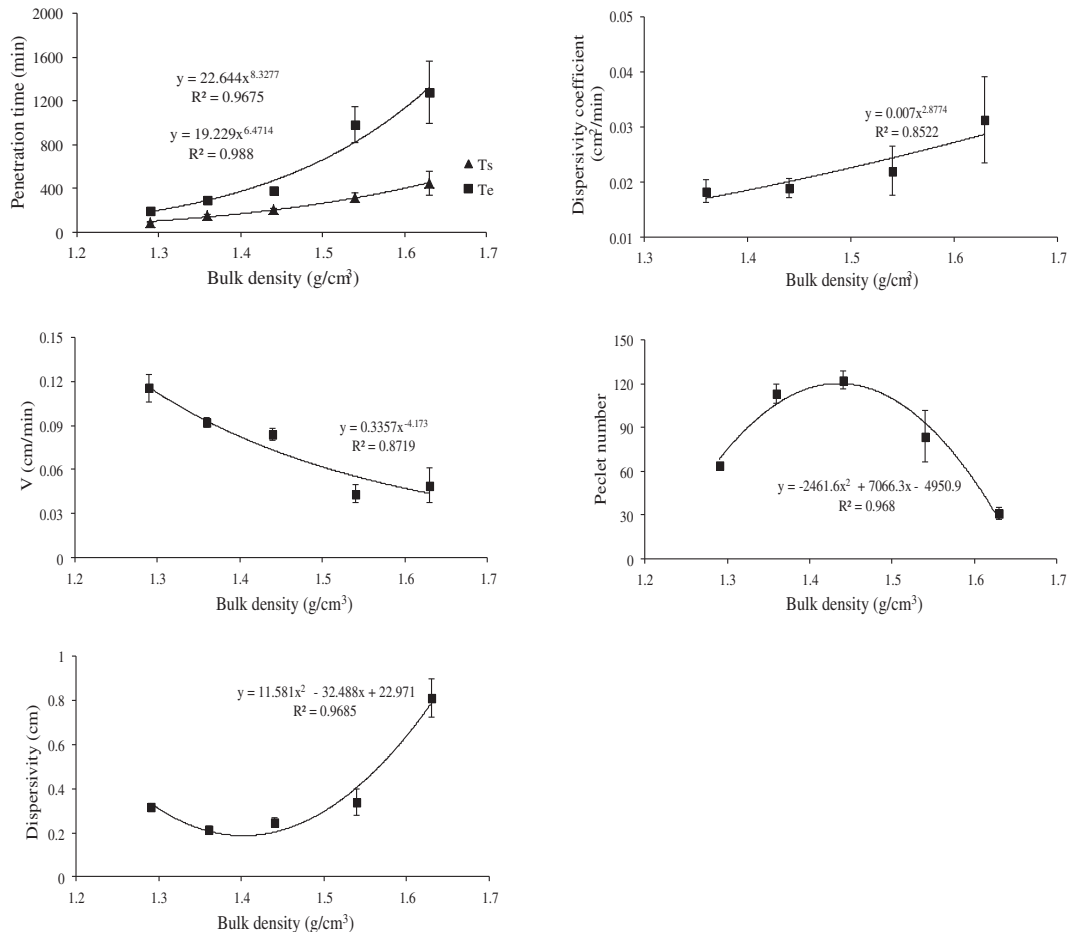 2000
1600
1200
800
400
0
1.2 1.3 1.4 1.5 1.6 1.7
Penetration time (min)
Bulk density (g/cm³)
y = 22.644x^8.3277
R² = 0.9675
y = 19.229x^6.4714
R² = 0.988
Ts
Te
0.05
0.04
0.03
0.02
0.01
1.3 1.4 1.5 1.6 1.7
Dispersivity coefficient
(cm²/min)
Bulk density (g/cm³)
y = 0.007x^2.8774
R² = 0.8522
0.15
0.12
0.09
0.06
0.03
0
1.2 1.3 1.4 1.5 1.6 1.7
V (cm/min)
Bulk density (g/cm³)
y = 0.3357x^-4.173
R² = 0.8719
150
120
90
60
30
0
1.2 1.3 1.4 1.5 1.6 1.7
Peclet number
Bulk density (g/cm³)
y = -2461.6x² + 7066.3x - 4950.9
R² = 0.968
1
0.8
0.6
0.4
0.2
0
1.2 1.3 1.4 1.5 1.6 1.7
Dispersivity (cm)
Bulk density (g/cm³)
y = 11.581x² - 32.488x + 22.971
R² = 0.9685